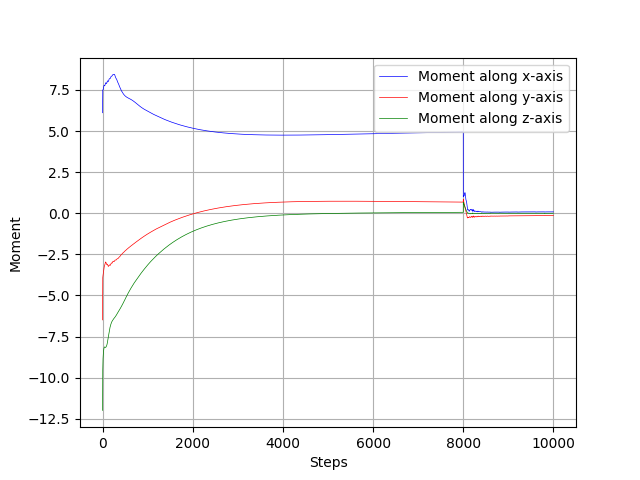 Moment along x-axis
Moment along y-axis
Moment along z-axis
7.5
5.0
2.5
0.0
−2.5
−5.0
−7.5
−10.0
−12.5
Moment
0 2000 4000 6000 8000 10000
Steps